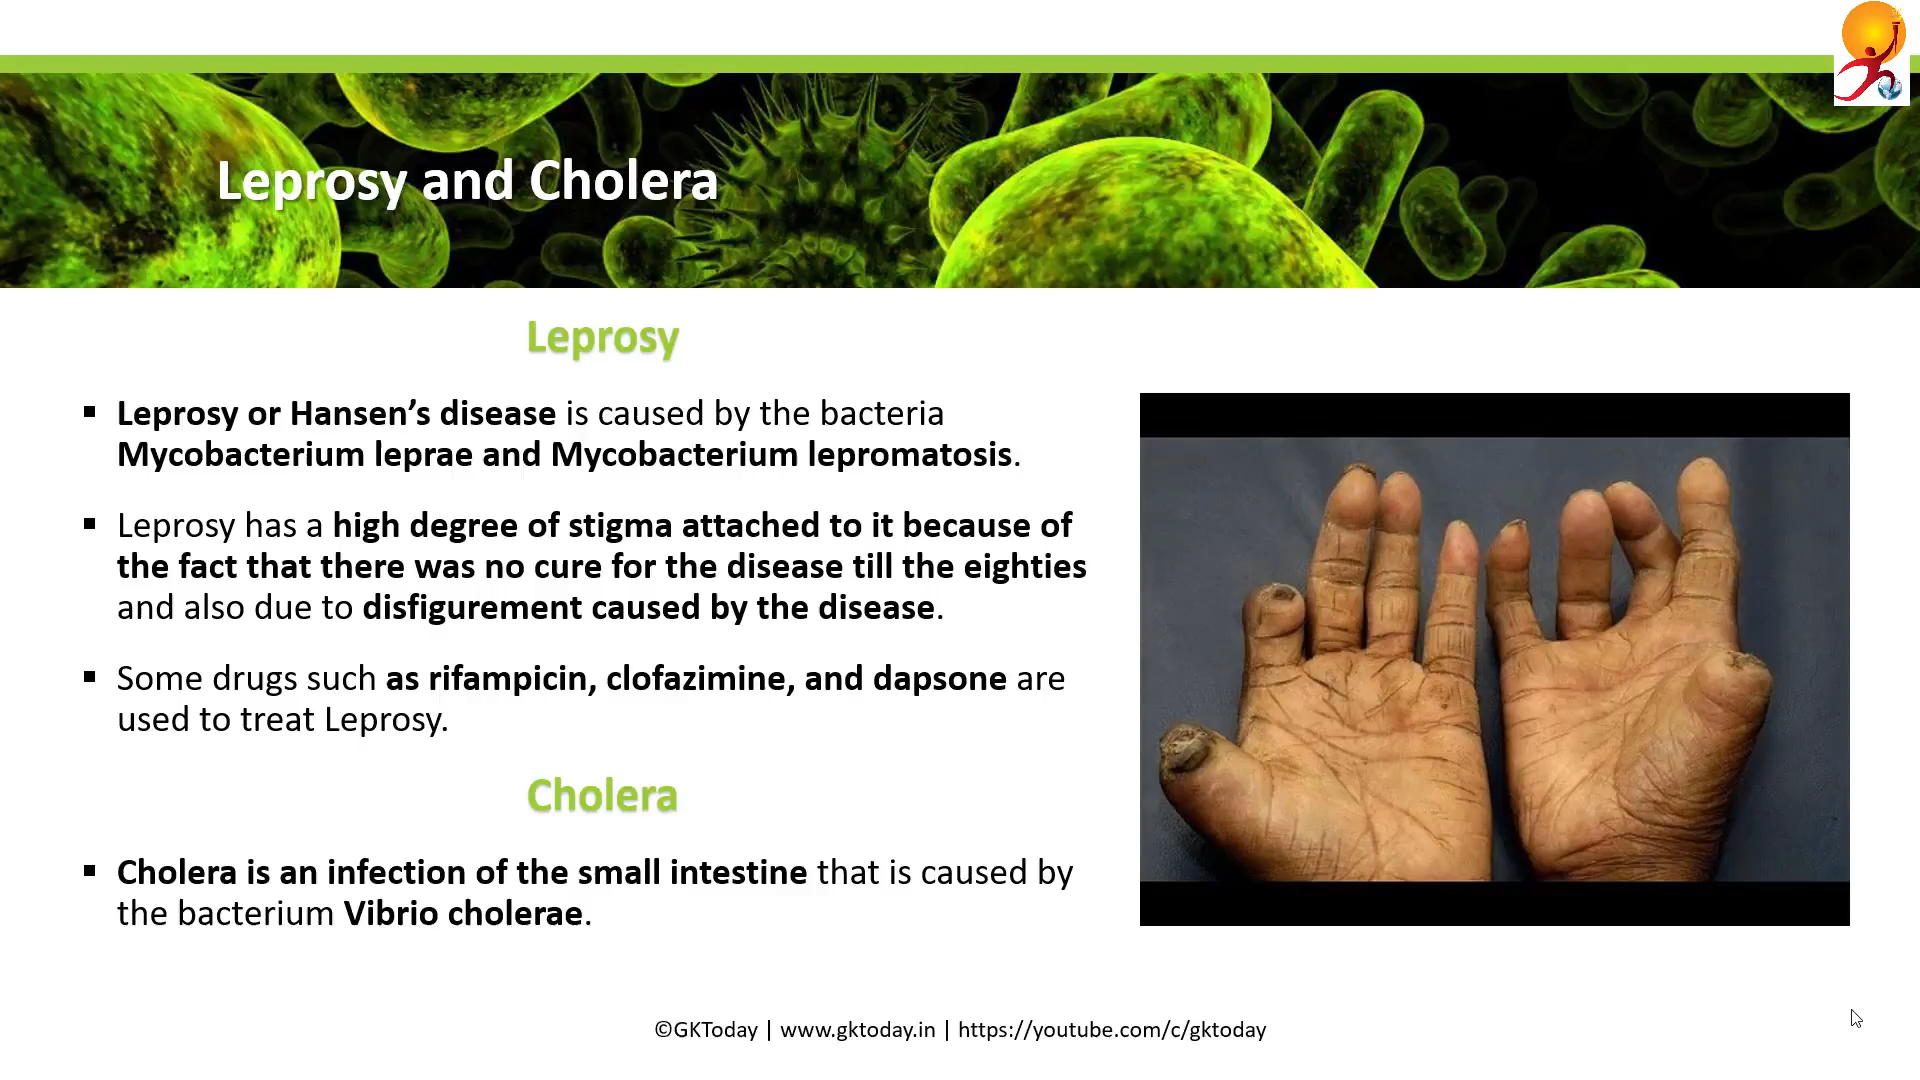 Leprosy and Cholera
Leprosy
▪ Leprosy or Hansen’s disease is caused by the bacteria
Mycobacterium leprae and Mycobacterium lepromatosis.
▪ Leprosy has a high degree of stigma attached to it because of
the fact that there was no cure for the disease till the eighties
and also due to disfigurement caused by the disease.
▪ Some drugs such as rifampicin, clofazimine, and dapsone are
used to treat Leprosy.
Cholera
▪ Cholera is an infection of the small intestine that is caused by
the bacterium Vibrio cholerae.
©GKToday | www.gktoday.in | https://youtube.com/c/gktoday